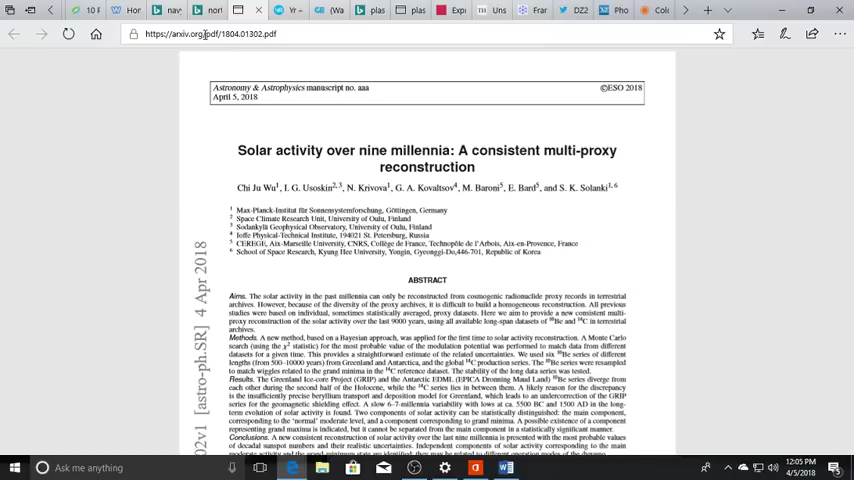 10 F
Hor
navy
nort
Yr –
(Wa
plas
plas
Expl
Uns
Frar
DZ2
Pho
Colo
https://arxiv.org/pdf/1804.01302.pdf
Astronomy & Astrophysics manuscript no. aaa
©ESO 2018
April 5, 2018
Solar activity over nine millennia: A consistent multi-proxy
reconstruction
Chi Ju Wu1, I. G. Usoskin2,3, N. Krivova1, G. A. Kovaltsov4, M. Baroni5, E. Bard5, and S. K. Solanki1,6
1 Max-Planck-Institut für Sonnensystemforschung, Göttingen, Germany
2 Space Climate Research Unit, University of Oulu, Finland
3 Sodankylä Geophysical Observatory, University of Oulu, Finland
4 Ioffe Physical-Technical Institute, 194021 St. Petersburg, Russia
5 CEREGE, Aix-Marseille University, CNRS, Collège de France, Technopôle de l'Arbois, Aix-en-Provence, France
6 School of Space Research, Kyung Hee University, Yongin, Gyeonggi-Do,446-701, Republic of Korea
ABSTRACT
Aims. The solar activity in the past millennia can only be reconstructed from cosmogenic radionuclide proxy records in terrestrial
archives. However, because of the diversity of the proxy archives, it is difficult to build a homogeneous reconstruction. All previous
studies were based on individual, sometimes statistically averaged, proxy datasets. Here we aim to provide a new consistent multi-
proxy reconstruction of the solar activity over the last 9000 years, using all available long-span datasets of 10Be and 14C in terrestrial
archives.
Methods. A new method, based on a Bayesian approach, was applied for the first time to solar activity reconstruction. A Monte Carlo
search (using the χ2 statistic) for the most probable value of the modulation potential was performed to match data from different
datasets for a given time. This provides a straightforward estimate of the related uncertainties. We used six 10Be series of different
lengths (from 500–10000 years) from Greenland and Antarctica, and the global 14C production series. The 10Be series were resampled
to match wiggles related to the grand minima in the 14C reference dataset. The stability of the long data series was tested.
Results. The Greenland Ice-core Project (GRIP) and the Antarctic EDML (EPICA Dronning Maud Land) 10Be series diverge from
each other during the second half of the Holocene, while the 14C series lies in between them. A likely reason for the discrepancy
is the insufficiently precise beryllium transport and deposition model for Greenland, which leads to an undercorrection of the GRIP
series for the geomagnetic shielding effect. A slow 6–7-millennia variability with lows at ca. 5500 BC and 1500 AD in the long-
term evolution of solar activity is found. Two components of solar activity can be statistically distinguished: the main component,
corresponding to the 'normal' moderate level, and a component corresponding to grand minima. A possible existence of a component
representing grand maxima is indicated, but it cannot be separated from the main component in a statistically significant manner.
Conclusions. A new consistent reconstruction of solar activity over the last nine millennia is presented with the most probable values
of decadal sunspot numbers and their realistic uncertainties. Independent components of solar activity corresponding to the main
02v1 [astro-ph.SR] 4 Apr 2018
Ask me anything
12:05 PM
4/5/2018